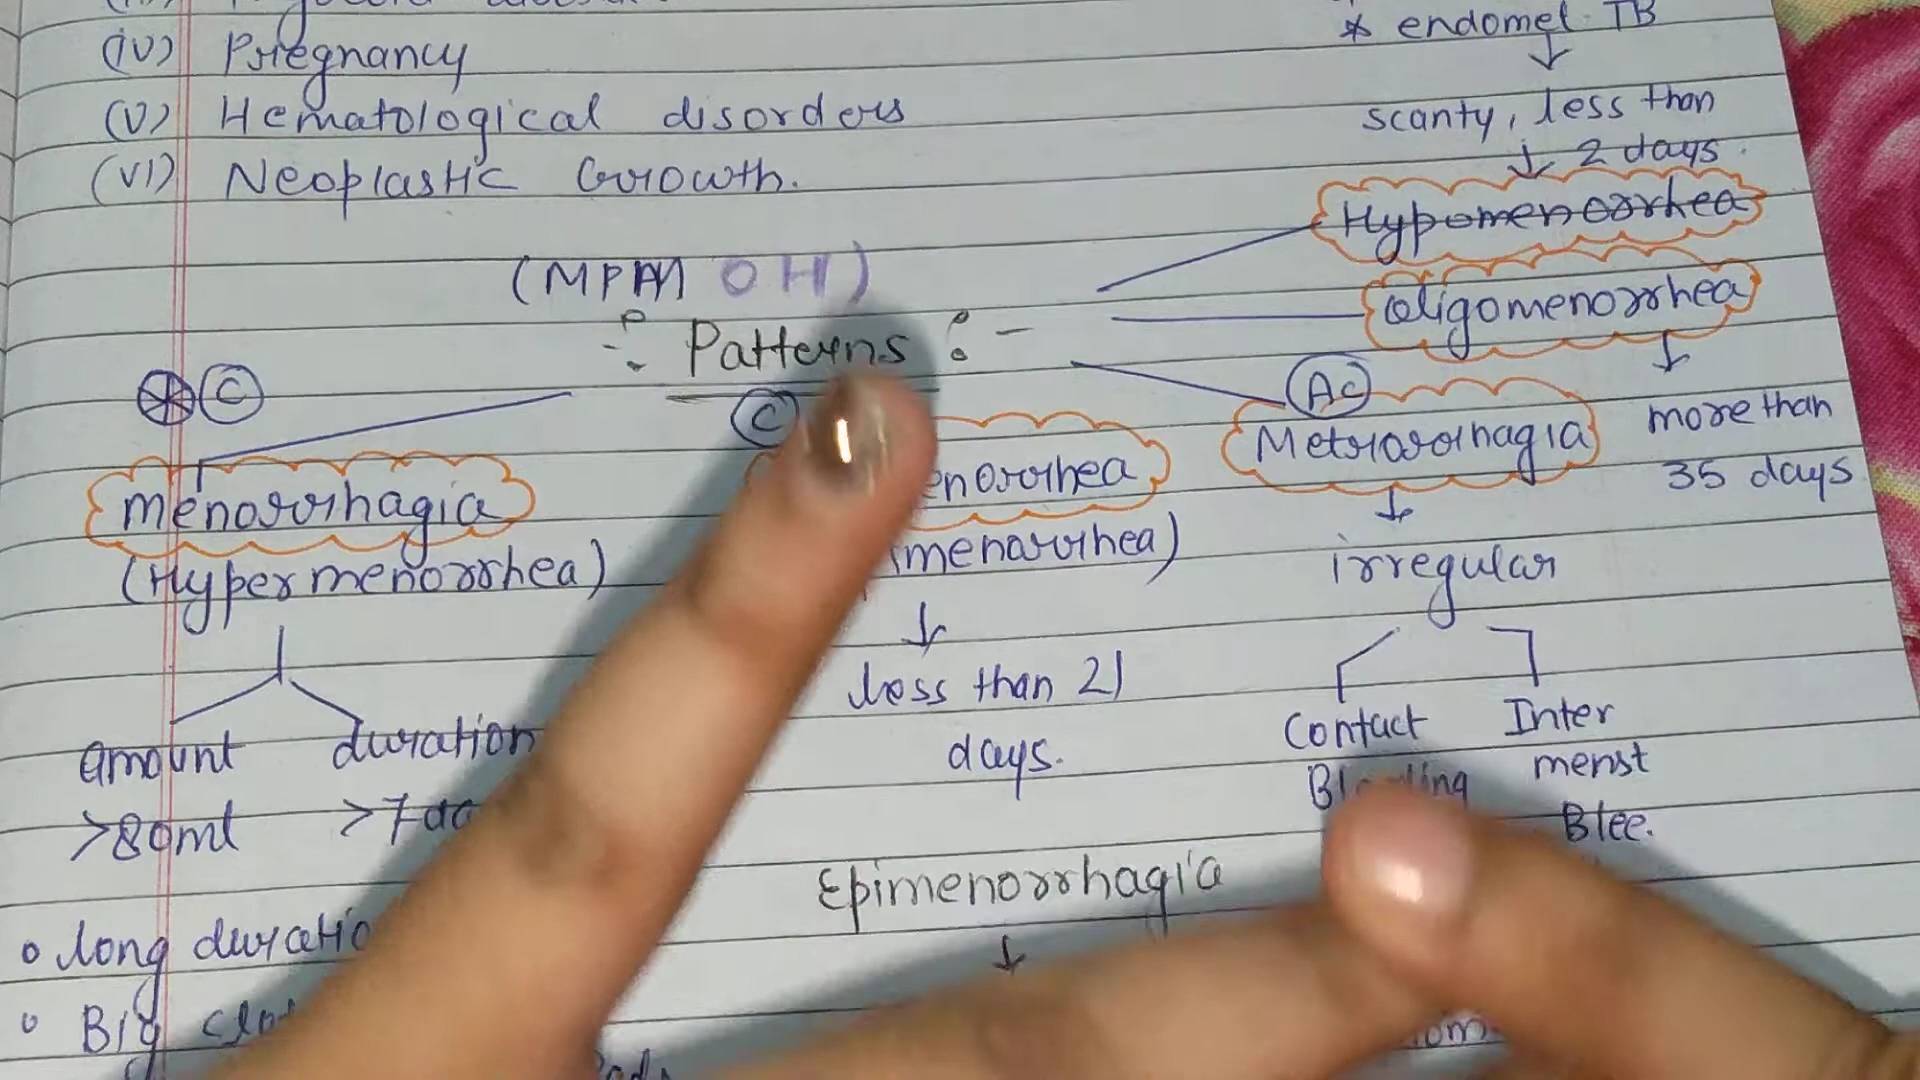 (iv) Pregnancy
(v) Hematological disorders
(vi) Neoplastic Growth.
* endomet. TB
scanty, less than
2 days.
Hypomenorrhea
(MPMM OH)
Oligomenorrhea
:- Patterns :-
more than
35 days
C
C
Ac
menorrhagia
(Hypermenorrhea)
enorrhea
menorrhea)
Metrorrhagia
irregular
amount duration
>80ml >7
less than 21
days.
Contact
Inter
menst
Blee.
Epimenorrhagia
• long
• Big